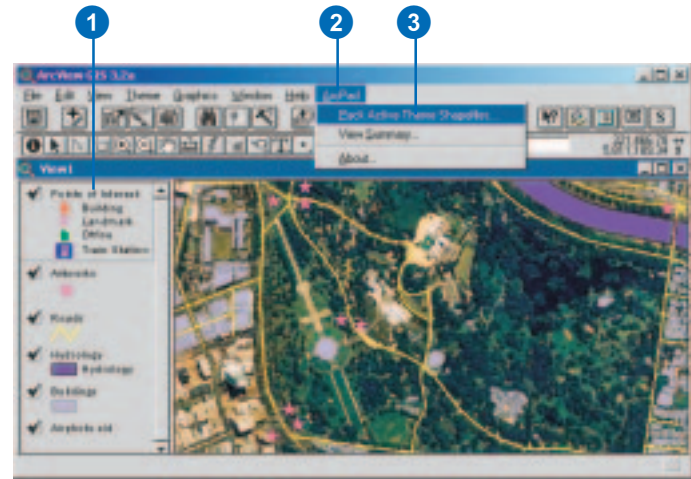 1 2 3
ArcView GIS 3.2a
File Edit View Theme Graphics Window Help ArcPad
Pack Active Theme Shapefiles...
View Summary...
About...
View1
Points of Interest
Building
Landmark
Office
Train Station
Artworks
Roads
Hydrology
Hydrology
Buildings